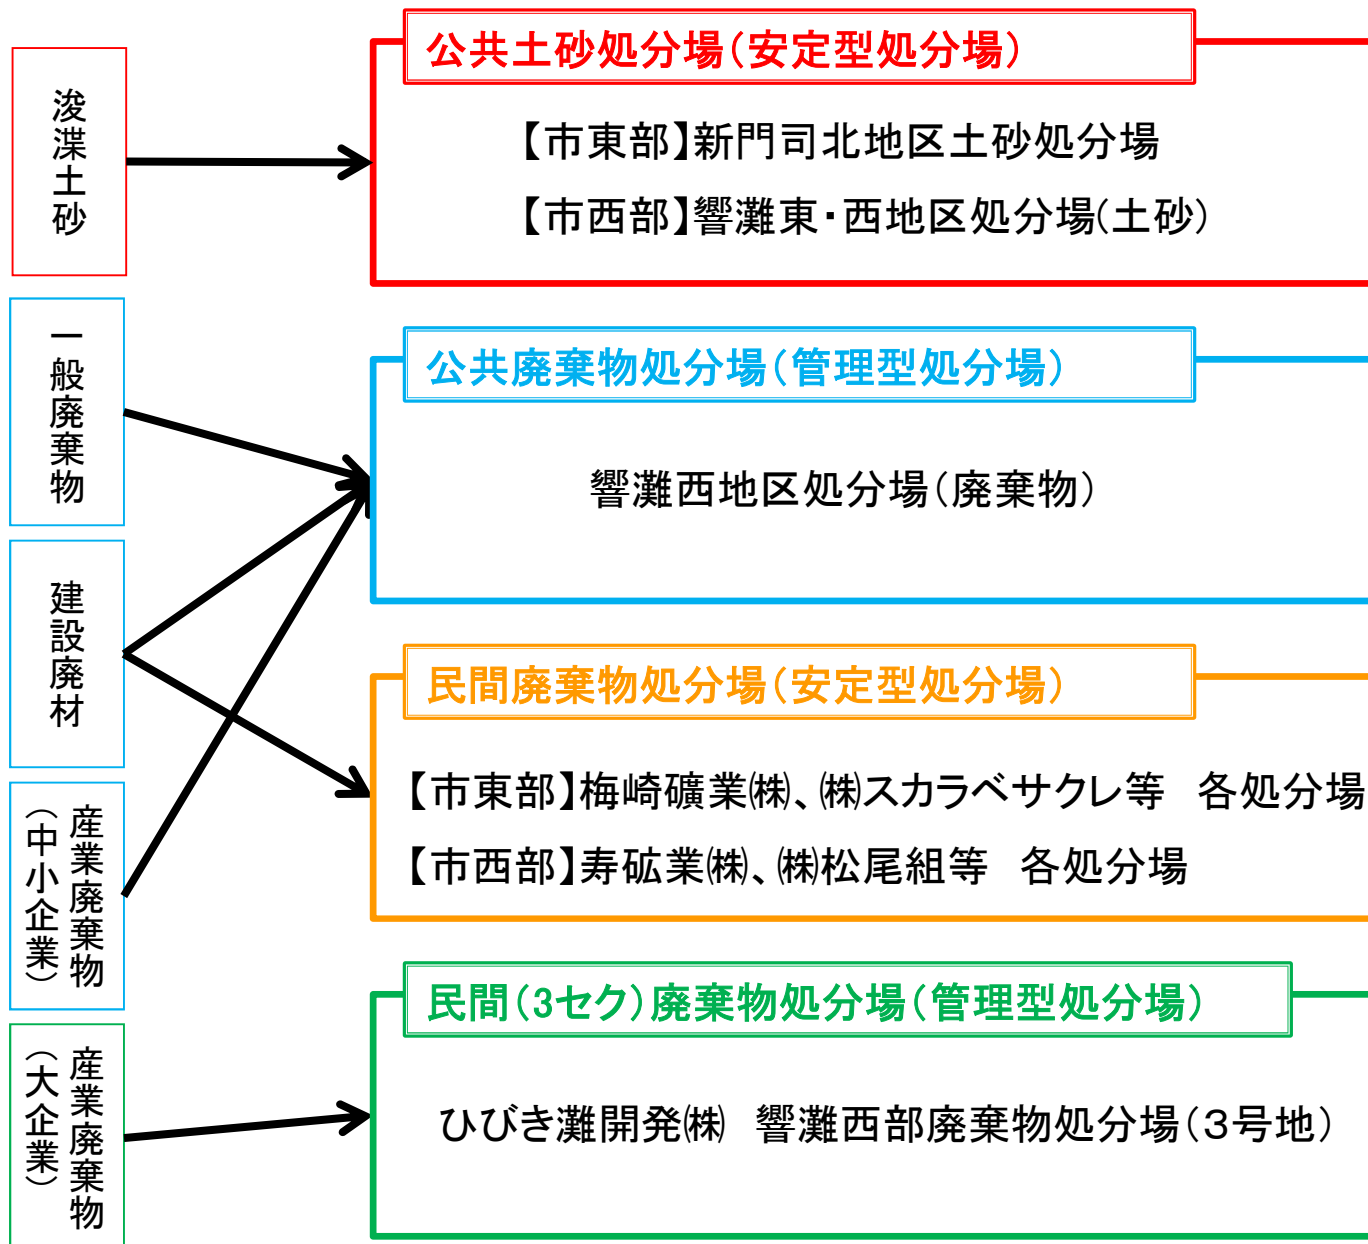 浚渫土砂
公共土砂処分場(安定型処分場)
【市東部】新門司北地区土砂処分場
【市西部】響灘東・西地区処分場(土砂)
一般廃棄物
公共廃棄物処分場(管理型処分場)
響灘西地区処分場(廃棄物)
建設廃材
民間廃棄物処分場(安定型処分場)
【市東部】梅崎礦業㈱、㈱スカラベサクレ等　各処分場
【市西部】寿砿業㈱、㈱松尾組等　各処分場
産業廃棄物
(中小企業)
民間(3セク)廃棄物処分場(管理型処分場)
ひびき灘開発㈱　響灘西部廃棄物処分場(3号地)
産業廃棄物
(大企業)